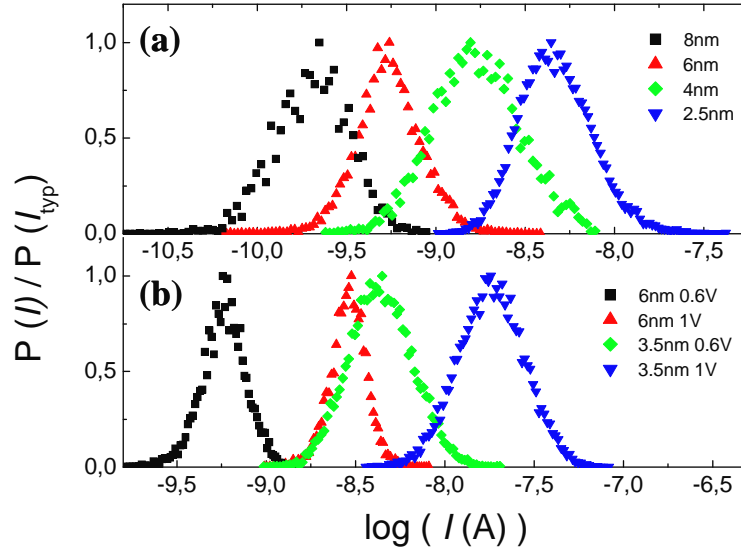 P (I) / P (I_typ)
1,0
0,5
0,0
(a)
8nm
6nm
4nm
2.5nm
-10,5 -10,0 -9,5 -9,0 -8,5 -8,0 -7,5
1,0
0,5
0,0
(b)
6nm 0.6V
6nm 1V
3.5nm 0.6V
3.5nm 1V
-9,5 -9,0 -8,5 -8,0 -7,5 -7,0 -6,5
log ( I (A) )